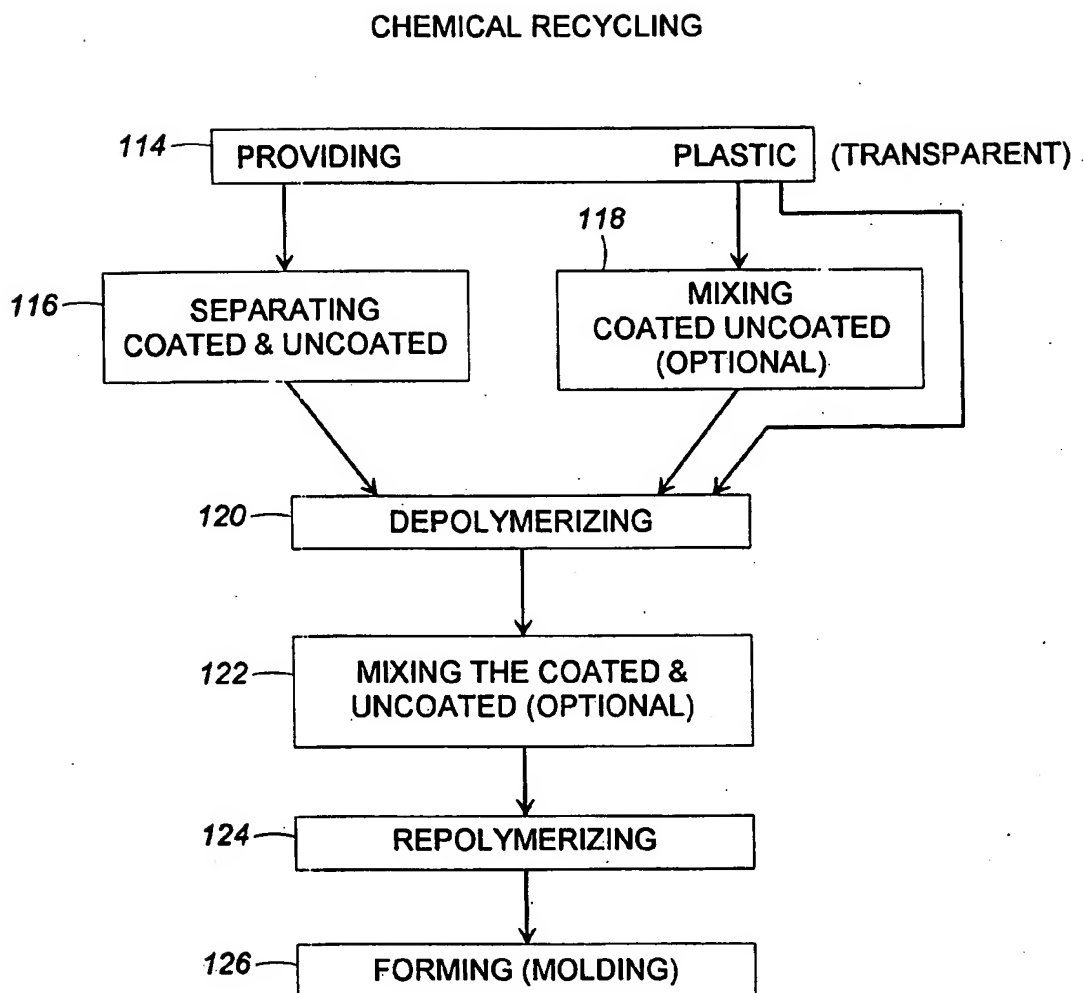 CHEMICAL RECYCLING
114 PROVIDING PLASTIC (TRANSPARENT)
118
116
SEPARATING
COATED & UNCOATED
MIXING
COATED UNCOATED
(OPTIONAL)
120 DEPOLYMERIZING
122
MIXING THE COATED &
UNCOATED (OPTIONAL)
124 REPOLYMERIZING
126 FORMING (MOLDING)